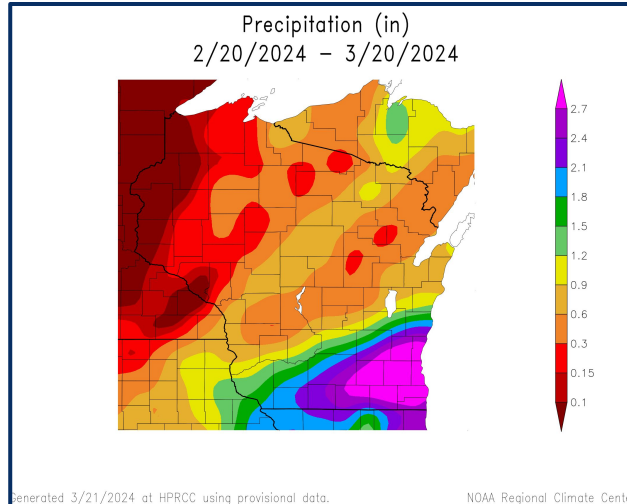 Precipitation (in)
2/20/2024 – 3/20/2024
2.7
2.4
2.1
1.8
1.5
1.2
0.9
0.6
0.3
0.15
0.1
Generated 3/21/2024 at HPRCC using provisional data.
NOAA Regional Climate Cente